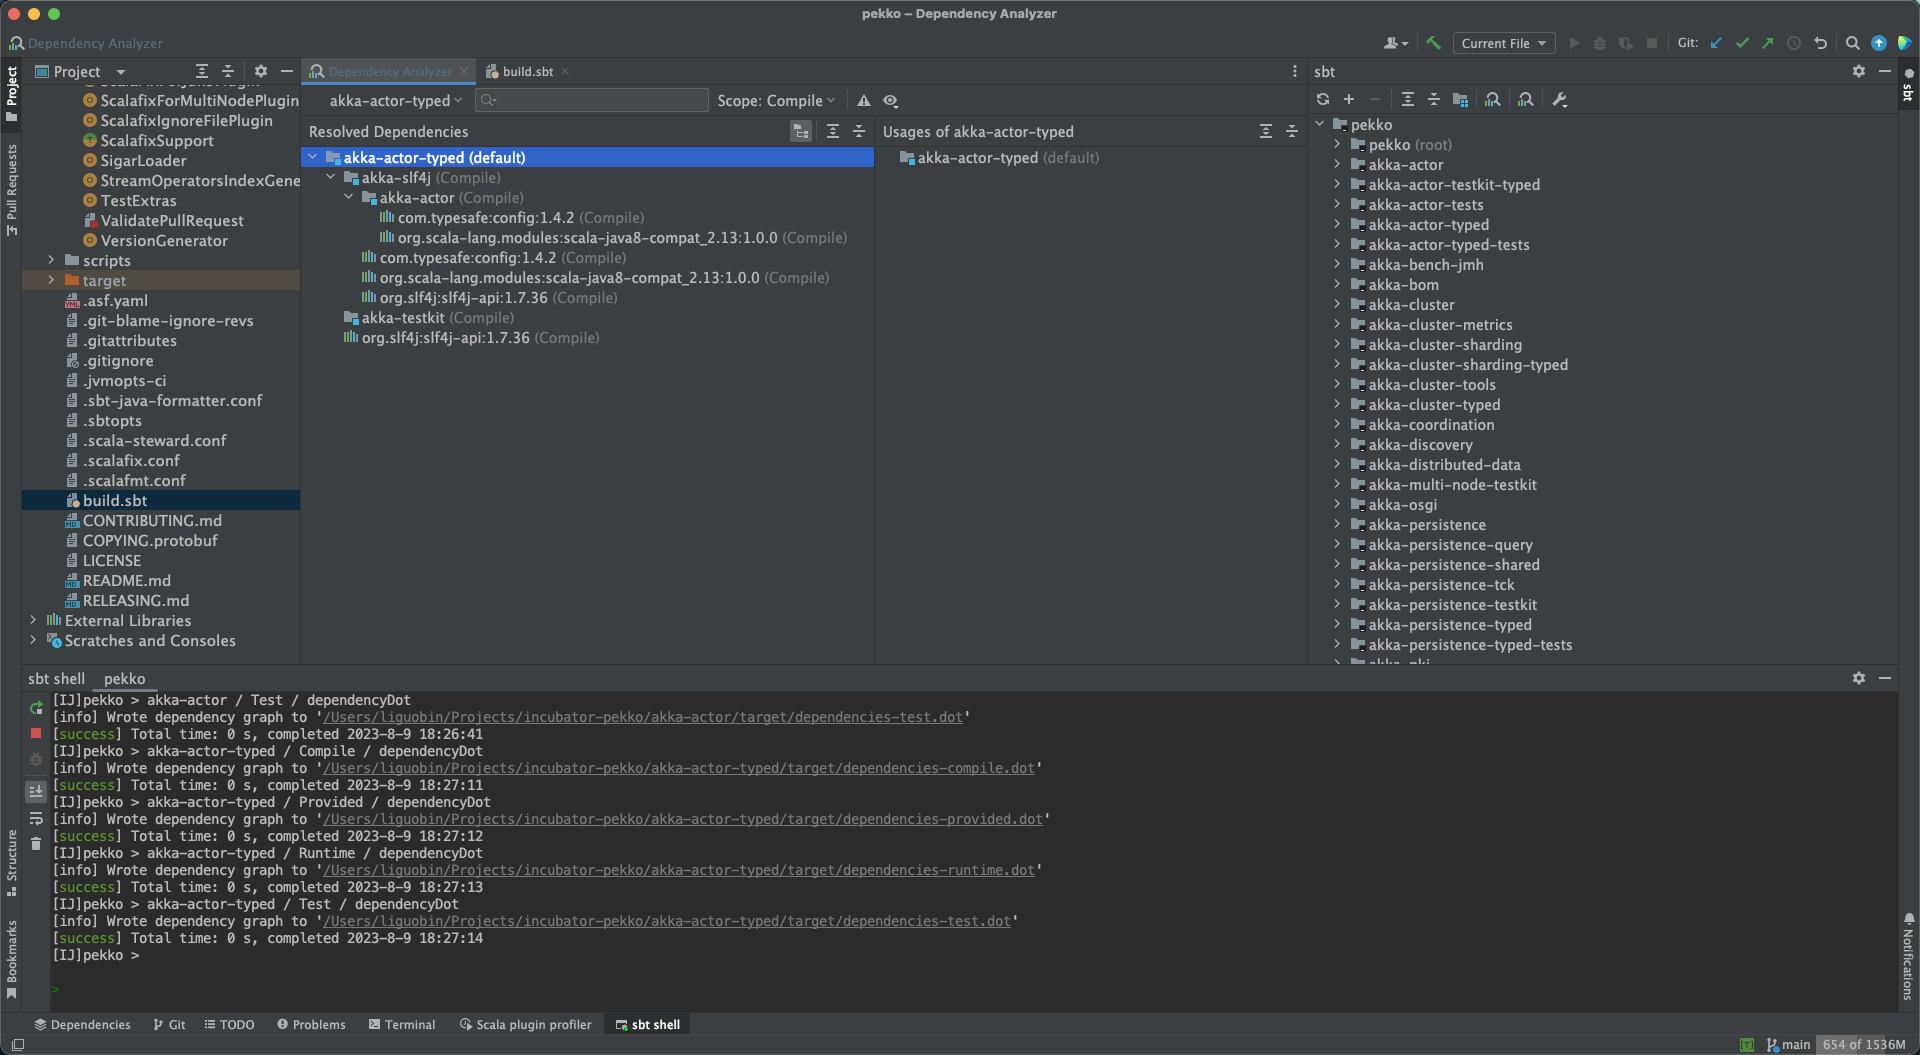 pekko – Dependency Analyzer
Dependency Analyzer
Current File
Git:
Project
Pull Requests
Structure
Bookmarks
Project
ScalafixForMultiNodePlugin
ScalafixIgnoreFilePlugin
ScalafixSupport
SigarLoader
StreamOperatorsIndexGene
TestExtras
ValidatePullRequest
VersionGenerator
scripts
target
.asf.yaml
.git-blame-ignore-revs
.gitattributes
.gitignore
.jvmopts-ci
.sbt-java-formatter.conf
.sbtopts
.scala-steward.conf
.scalafix.conf
.scalafmt.conf
build.sbt
CONTRIBUTING.md
COPYING.protobuf
LICENSE
README.md
RELEASING.md
External Libraries
Scratches and Consoles
Dependency Analyzer
build.sbt
akka-actor-typed
Scope: Compile
Resolved Dependencies
akka-actor-typed (default)
akka-slf4j (Compile)
akka-actor (Compile)
com.typesafe:config:1.4.2 (Compile)
org.scala-lang.modules:scala-java8-compat_2.13:1.0.0 (Compile)
com.typesafe:config:1.4.2 (Compile)
org.scala-lang.modules:scala-java8-compat_2.13:1.0.0 (Compile)
org.slf4j:slf4j-api:1.7.36 (Compile)
akka-testkit (Compile)
org.slf4j:slf4j-api:1.7.36 (Compile)
Usages of akka-actor-typed
akka-actor-typed (default)
sbt
pekko
pekko (root)
akka-actor
akka-actor-testkit-typed
akka-actor-tests
akka-actor-typed
akka-actor-typed-tests
akka-bench-jmh
akka-bom
akka-cluster
akka-cluster-metrics
akka-cluster-sharding
akka-cluster-sharding-typed
akka-cluster-tools
akka-cluster-typed
akka-coordination
akka-discovery
akka-distributed-data
akka-multi-node-testkit
akka-osgi
akka-persistence
akka-persistence-query
akka-persistence-shared
akka-persistence-tck
akka-persistence-testkit
akka-persistence-typed
akka-persistence-typed-tests
sbt
Notifications
sbt shell
pekko
[IJ]pekko > akka-actor / Test / dependencyDot
[info] Wrote dependency graph to '/Users/liguobin/Projects/incubator-pekko/akka-actor/target/dependencies-test.dot'
[success] Total time: 0 s, completed 2023-8-9 18:26:41
[IJ]pekko > akka-actor-typed / Compile / dependencyDot
[info] Wrote dependency graph to '/Users/liguobin/Projects/incubator-pekko/akka-actor-typed/target/dependencies-compile.dot'
[success] Total time: 0 s, completed 2023-8-9 18:27:11
[IJ]pekko > akka-actor-typed / Provided / dependencyDot
[info] Wrote dependency graph to '/Users/liguobin/Projects/incubator-pekko/akka-actor-typed/target/dependencies-provided.dot'
[success] Total time: 0 s, completed 2023-8-9 18:27:12
[IJ]pekko > akka-actor-typed / Runtime / dependencyDot
[info] Wrote dependency graph to '/Users/liguobin/Projects/incubator-pekko/akka-actor-typed/target/dependencies-runtime.dot'
[success] Total time: 0 s, completed 2023-8-9 18:27:13
[IJ]pekko > akka-actor-typed / Test / dependencyDot
[info] Wrote dependency graph to '/Users/liguobin/Projects/incubator-pekko/akka-actor-typed/target/dependencies-test.dot'
[success] Total time: 0 s, completed 2023-8-9 18:27:14
[IJ]pekko >
>
Dependencies
Git
TODO
Problems
Terminal
Scala plugin profiler
sbt shell
main
654 of 1536M